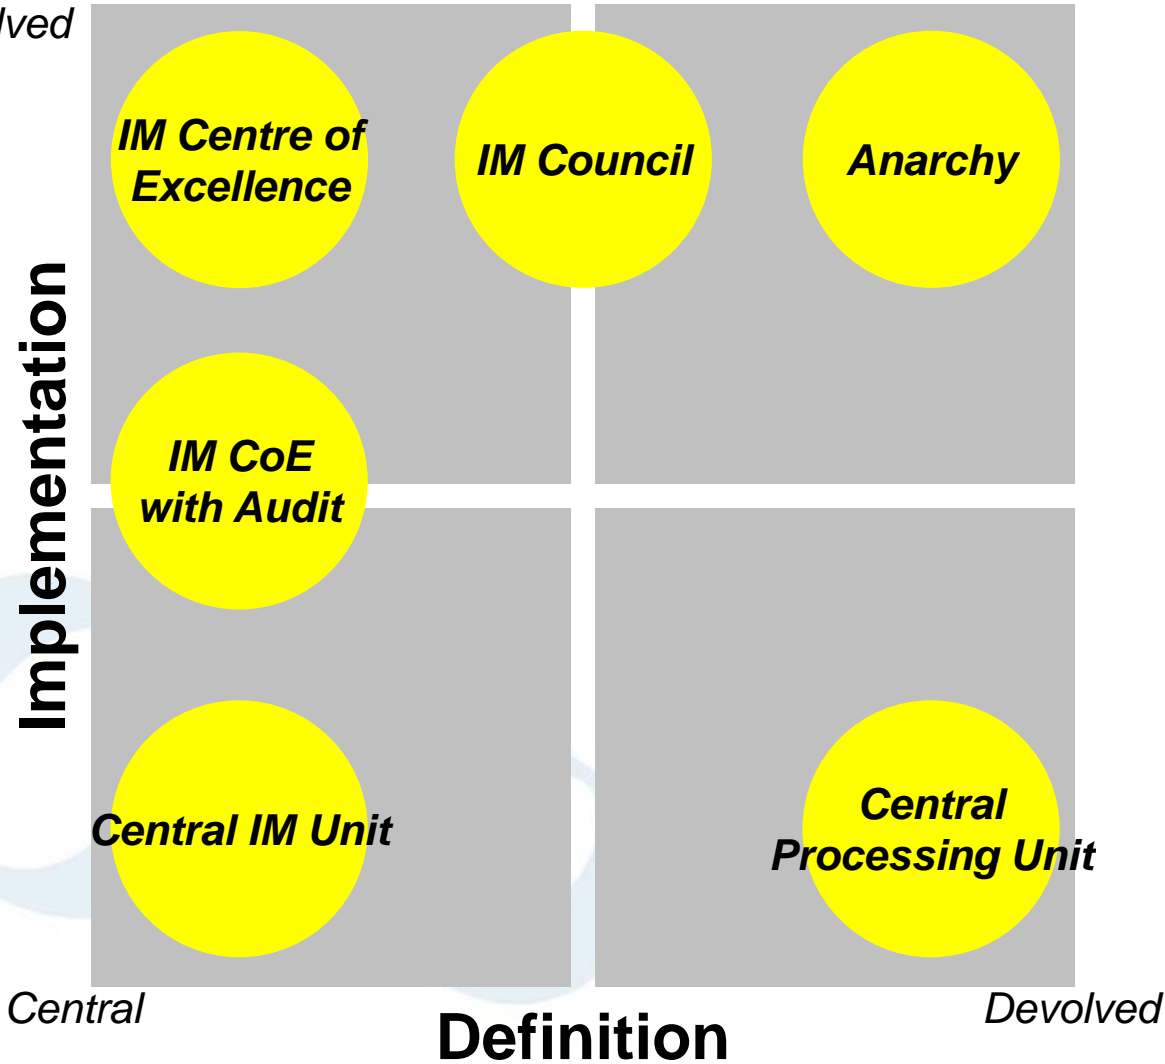 lved
IM Centre of
Excellence
IM Council
Anarchy
Implementation
IM CoE
with Audit
Central IM Unit
Central
Processing Unit
Central
Devolved
Definition